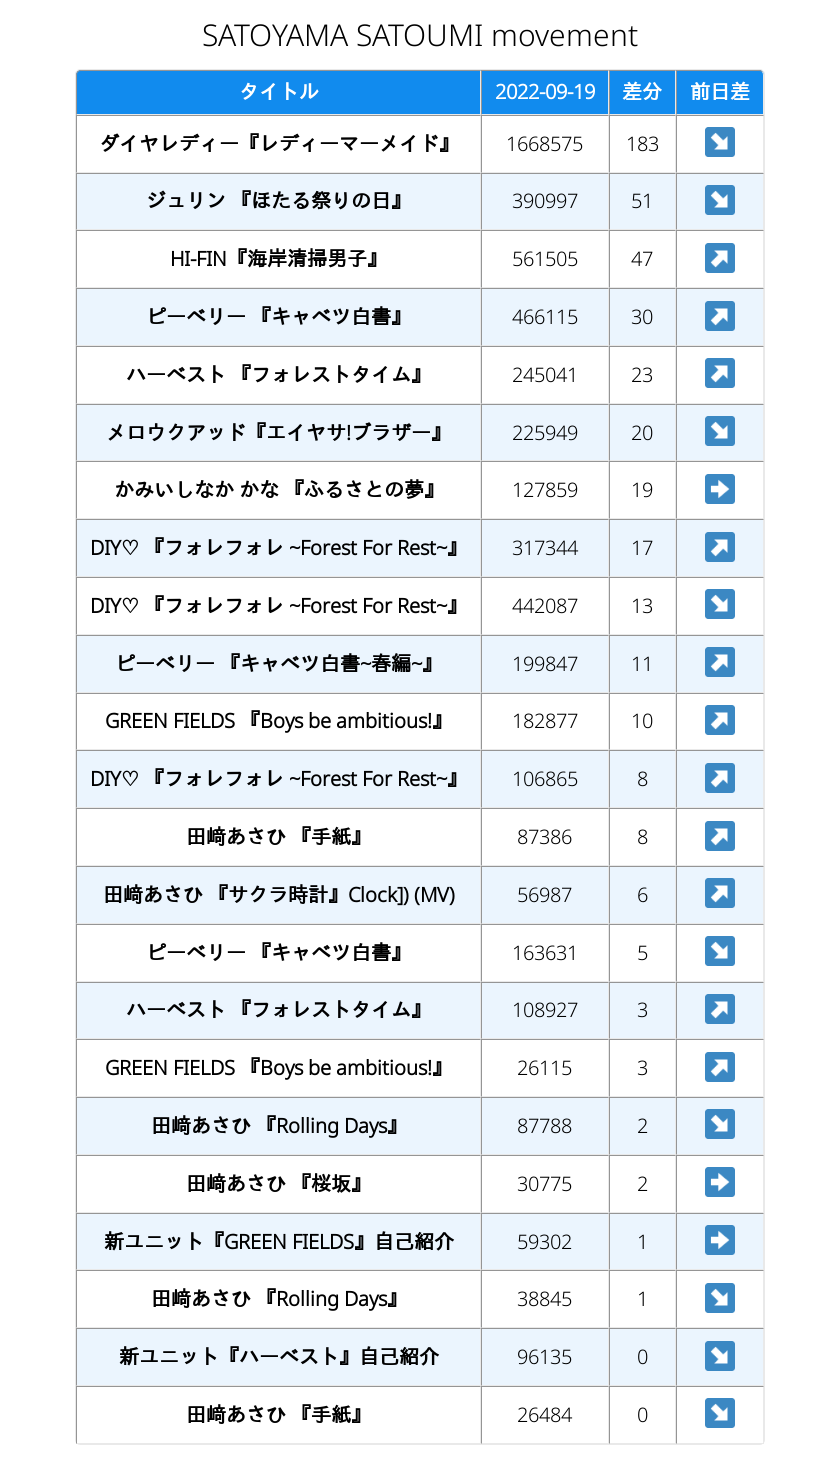 SATOYAMA SATOUMI movement
タイトル 2022-09-19 差分 前日差
ダイヤレディー『レディーマーメイド』 1668575 183 ↘
ジュリン 『ほたる祭りの日』 390997 51 ↘
HI-FIN『海岸清掃男子』 561505 47 ↗
ピーベリー 『キャベツ白書』 466115 30 ↗
ハーベスト 『フォレストタイム』 245041 23 ↗
メロウクアッド『エイヤサ!ブラザー』 225949 20 ↘
かみいしなか かな 『ふるさとの夢』 127859 19 ➡
DIY♡ 『フォレフォレ ~Forest For Rest~』 317344 17 ↗
DIY♡ 『フォレフォレ ~Forest For Rest~』 442087 13 ↘
ピーベリー 『キャベツ白書~春編~』 199847 11 ↗
GREEN FIELDS 『Boys be ambitious!』 182877 10 ↗
DIY♡ 『フォレフォレ ~Forest For Rest~』 106865 8 ↗
田﨑あさひ 『手紙』 87386 8 ↗
田﨑あさひ 『サクラ時計』Clock]) (MV) 56987 6 ↗
ピーベリー 『キャベツ白書』 163631 5 ↘
ハーベスト 『フォレストタイム』 108927 3 ↗
GREEN FIELDS 『Boys be ambitious!』 26115 3 ↗
田﨑あさひ 『Rolling Days』 87788 2 ↘
田﨑あさひ 『桜坂』 30775 2 ➡
新ユニット『GREEN FIELDS』自己紹介 59302 1 ➡
田﨑あさひ 『Rolling Days』 38845 1 ↘
新ユニット『ハーベスト』自己紹介 96135 0 ↘
田﨑あさひ 『手紙』 26484 0 ↘